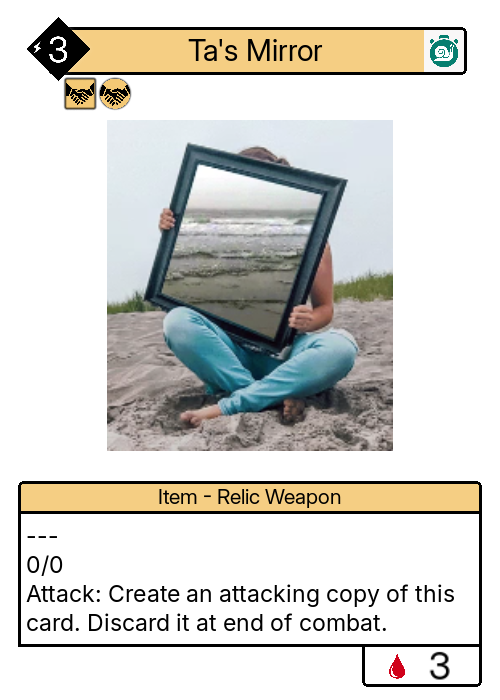 3
Ta's Mirror
Item - Relic Weapon
---
0/0
Attack: Create an attacking copy of this
card. Discard it at end of combat.
3